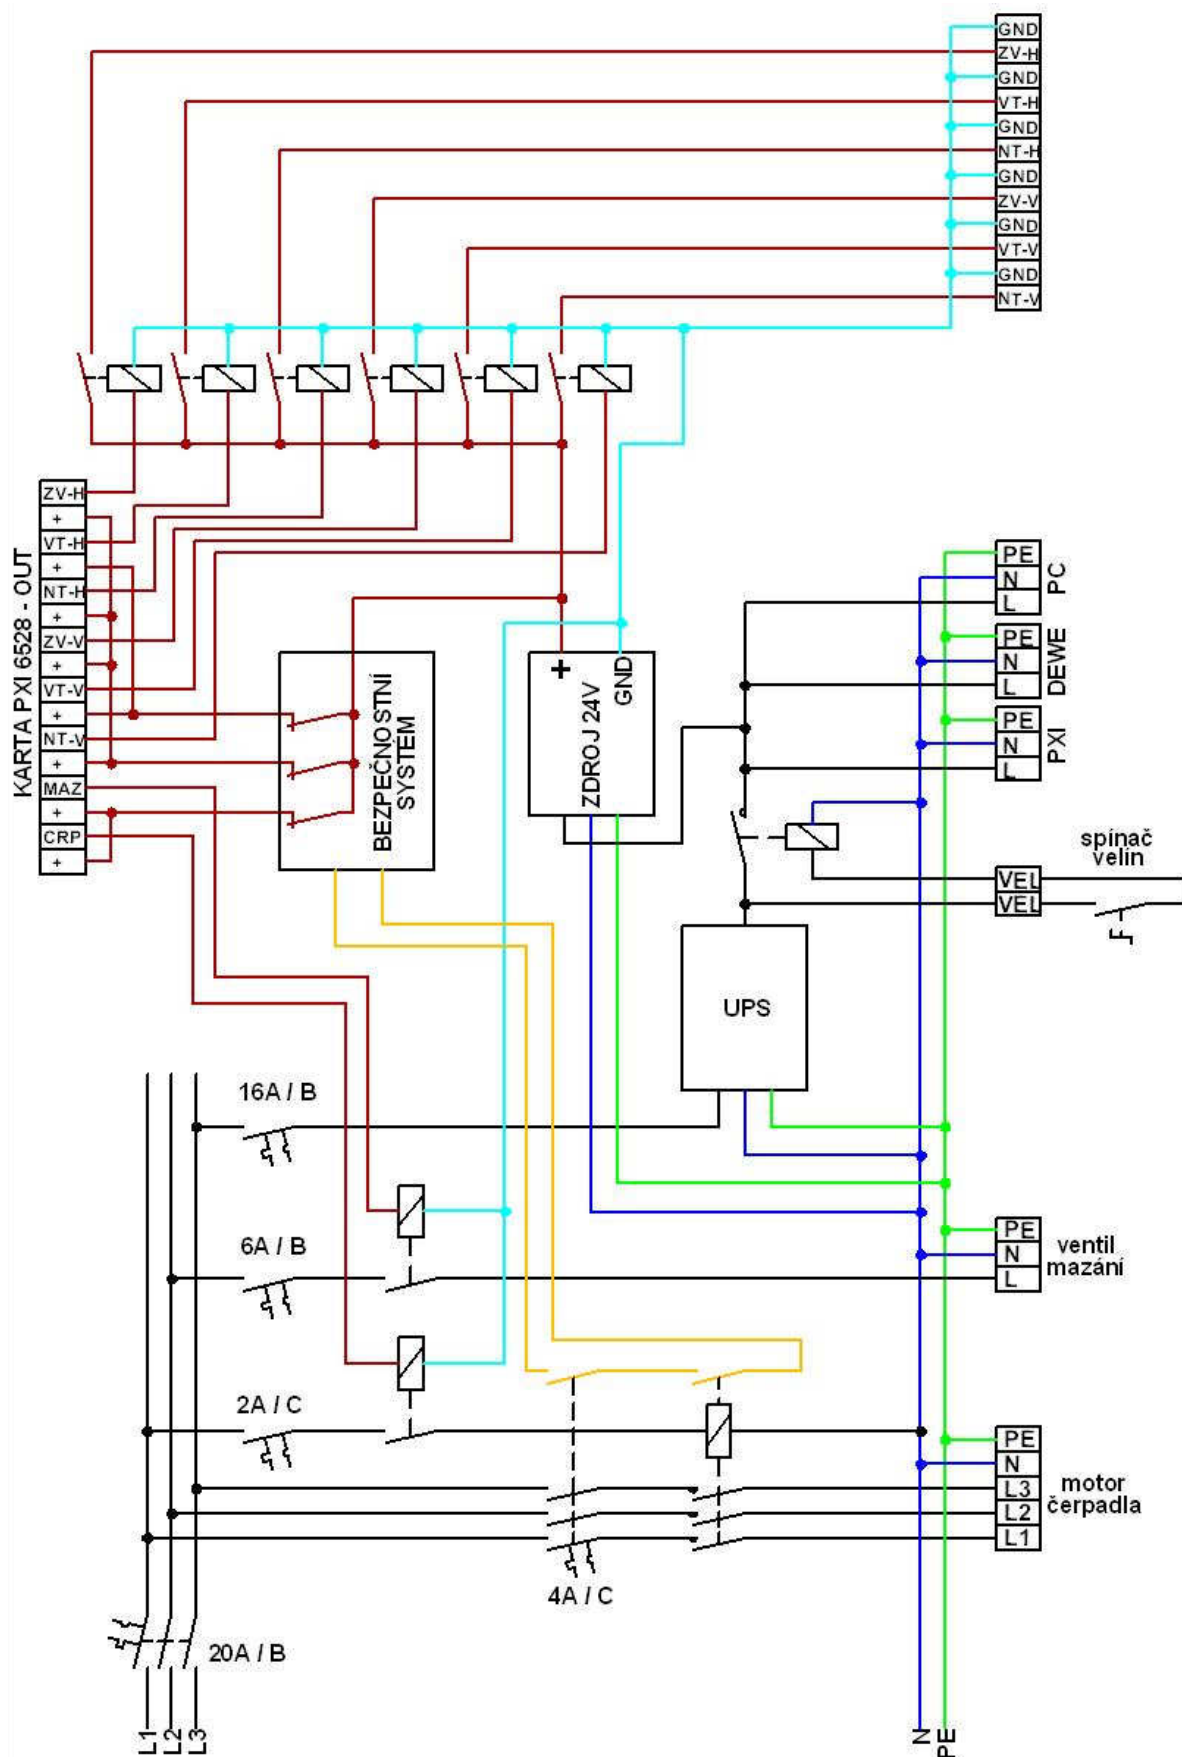 GND
ZV-H
GND
VT-H
GND
NT-H
GND
ZV-V
GND
VT-V
GND
NT-V
KARTA PXI 6528 - OUT
ZV-H
+
VT-H
+
NT-H
+
ZV-V
+
VT-V
+
NT-V
+
MAZ
+
CRP
+
BEZPEČNOSTNÍ
SYSTÉM
+
GND
ZDROJ 24V
PE
N
L
PC
PE
N
L
DEWE
PE
N
L
PXI
spínač
velín
VEL
VEL
UPS
16A / B
6A / B
PE
N
L
ventil
mazání
2A / C
PE
N
L3
L2
L1
motor
čerpadla
4A / C
20A / B
L1
L2
L3
N
PE